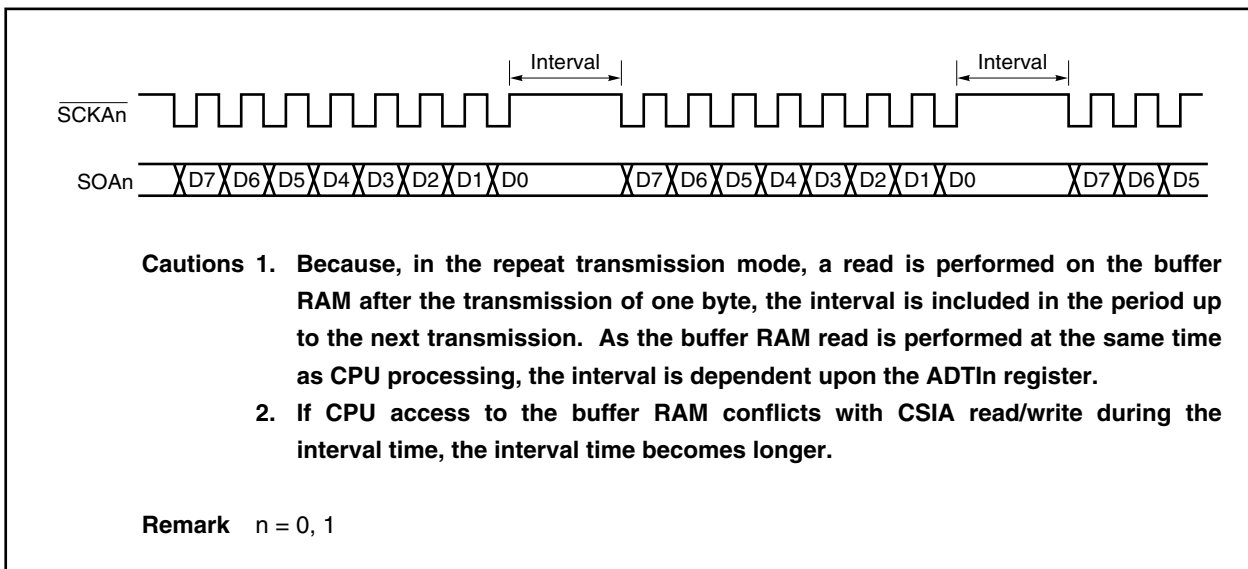 Interval Interval
SCKAn
SOAn D7 D6 D5 D4 D3 D2 D1 D0 D7 D6 D5 D4 D3 D2 D1 D0 D7 D6 D5
Cautions 1. Because, in the repeat transmission mode, a read is performed on the buffer
RAM after the transmission of one byte, the interval is included in the period up
to the next transmission. As the buffer RAM read is performed at the same time
as CPU processing, the interval is dependent upon the ADTIn register.
2. If CPU access to the buffer RAM conflicts with CSIA read/write during the
interval time, the interval time becomes longer.
Remark n = 0, 1